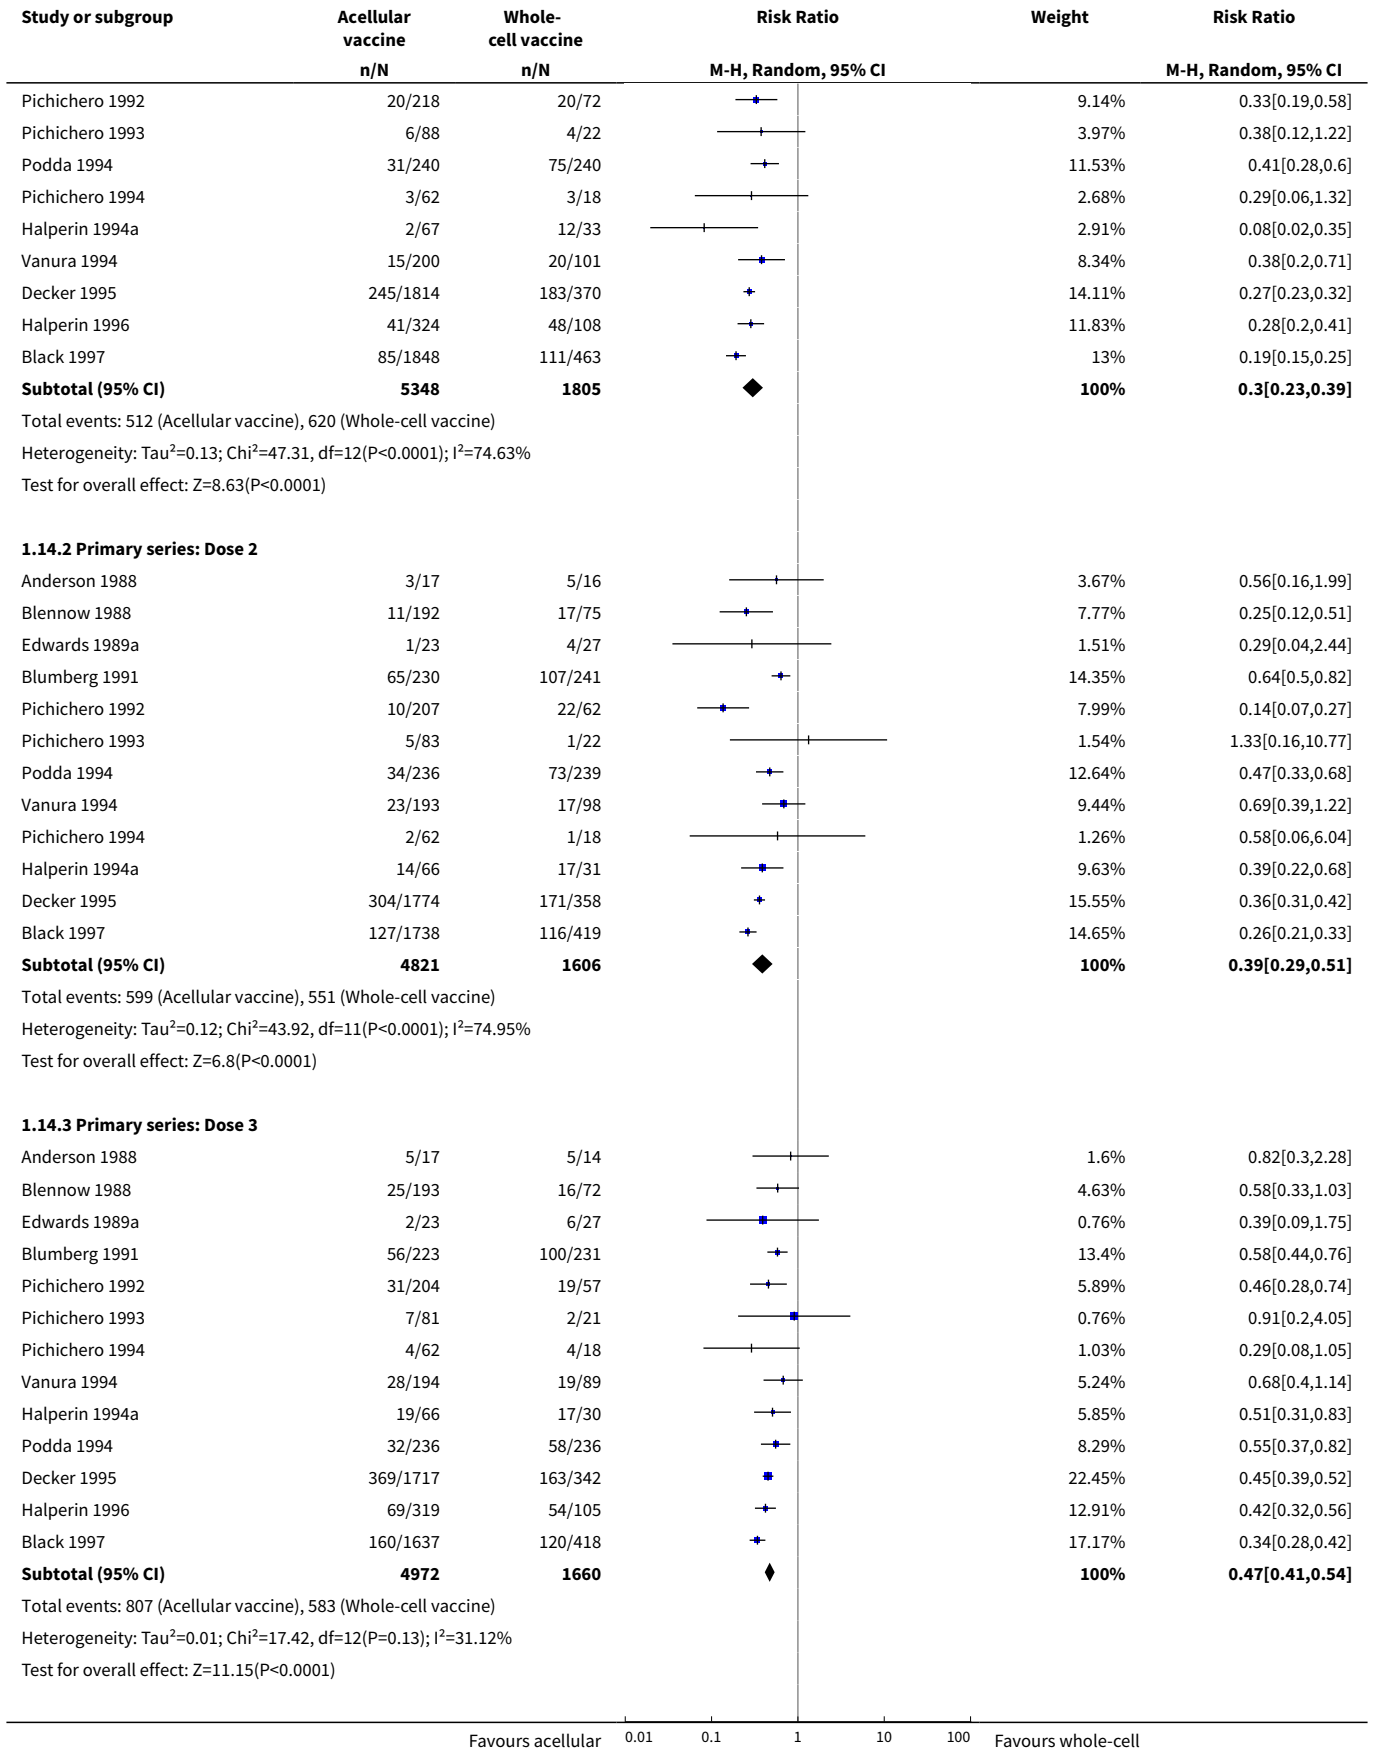 Study or subgroup Acellular vaccine Whole-cell vaccine Risk Ratio Weight Risk Ratio
n/N n/N M-H, Random, 95% CI M-H, Random, 95% CI
Pichichero 1992 20/218 20/72 9.14% 0.33[0.19,0.58]
Pichichero 1993 6/88 4/22 3.97% 0.38[0.12,1.22]
Podda 1994 31/240 75/240 11.53% 0.41[0.28,0.6]
Pichichero 1994 3/62 3/18 2.68% 0.29[0.06,1.32]
Halperin 1994a 2/67 12/33 2.91% 0.08[0.02,0.35]
Vanura 1994 15/200 20/101 8.34% 0.38[0.2,0.71]
Decker 1995 245/1814 183/370 14.11% 0.27[0.23,0.32]
Halperin 1996 41/324 48/108 11.83% 0.28[0.2,0.41]
Black 1997 85/1848 111/463 13% 0.19[0.15,0.25]
Subtotal (95% CI) 5348 1805 100% 0.3[0.23,0.39]
Total events: 512 (Acellular vaccine), 620 (Whole-cell vaccine)
Heterogeneity: Tau²=0.13; Chi²=47.31, df=12(P<0.0001); I²=74.63%
Test for overall effect: Z=8.63(P<0.0001)
1.14.2 Primary series: Dose 2
Anderson 1988 3/17 5/16 3.67% 0.56[0.16,1.99]
Blennow 1988 11/192 17/75 7.77% 0.25[0.12,0.51]
Edwards 1989a 1/23 4/27 1.51% 0.29[0.04,2.44]
Blumberg 1991 65/230 107/241 14.35% 0.64[0.5,0.82]
Pichichero 1992 10/207 22/62 7.99% 0.14[0.07,0.27]
Pichichero 1993 5/83 1/22 1.54% 1.33[0.16,10.77]
Podda 1994 34/236 73/239 12.64% 0.47[0.33,0.68]
Vanura 1994 23/193 17/98 9.44% 0.69[0.39,1.22]
Pichichero 1994 2/62 1/18 1.26% 0.58[0.06,6.04]
Halperin 1994a 14/66 17/31 9.63% 0.39[0.22,0.68]
Decker 1995 304/1774 171/358 15.55% 0.36[0.31,0.42]
Black 1997 127/1738 116/419 14.65% 0.26[0.21,0.33]
Subtotal (95% CI) 4821 1606 100% 0.39[0.29,0.51]
Total events: 599 (Acellular vaccine), 551 (Whole-cell vaccine)
Heterogeneity: Tau²=0.12; Chi²=43.92, df=11(P<0.0001); I²=74.95%
Test for overall effect: Z=6.8(P<0.0001)
1.14.3 Primary series: Dose 3
Anderson 1988 5/17 5/14 1.6% 0.82[0.3,2.28]
Blennow 1988 25/193 16/72 4.63% 0.58[0.33,1.03]
Edwards 1989a 2/23 6/27 0.76% 0.39[0.09,1.75]
Blumberg 1991 56/223 100/231 13.4% 0.58[0.44,0.76]
Pichichero 1992 31/204 19/57 5.89% 0.46[0.28,0.74]
Pichichero 1993 7/81 2/21 0.76% 0.91[0.2,4.05]
Pichichero 1994 4/62 4/18 1.03% 0.29[0.08,1.05]
Vanura 1994 28/194 19/89 5.24% 0.68[0.4,1.14]
Halperin 1994a 19/66 17/30 5.85% 0.51[0.31,0.83]
Podda 1994 32/236 58/236 8.29% 0.55[0.37,0.82]
Decker 1995 369/1717 163/342 22.45% 0.45[0.39,0.52]
Halperin 1996 69/319 54/105 12.91% 0.42[0.32,0.56]
Black 1997 160/1637 120/418 17.17% 0.34[0.28,0.42]
Subtotal (95% CI) 4972 1660 100% 0.47[0.41,0.54]
Total events: 807 (Acellular vaccine), 583 (Whole-cell vaccine)
Heterogeneity: Tau²=0.01; Chi²=17.42, df=12(P=0.13); I²=31.12%
Test for overall effect: Z=11.15(P<0.0001)
Favours acellular 0.01 0.1 1 10 100 Favours whole-cell